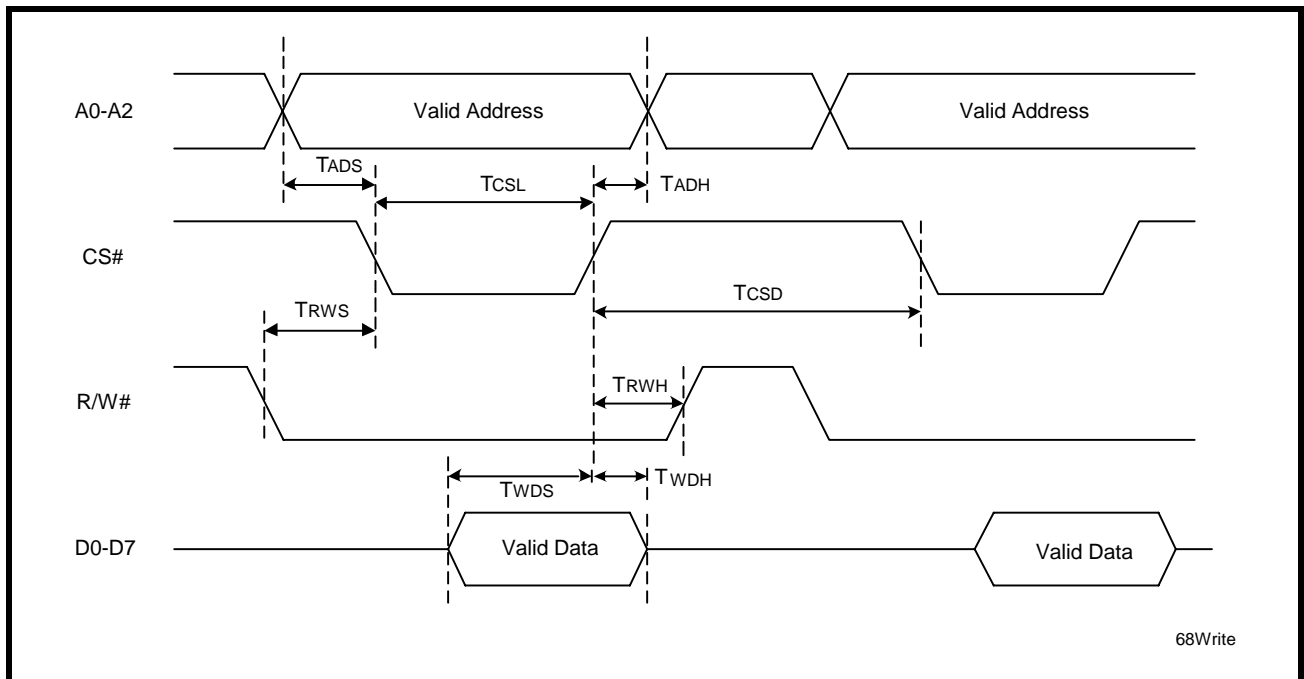 A0-A2
Valid Address
Valid Address
TADS
TCSL
TADH
CS#
TCSD
TRWS
R/W#
TRWH
TWDS
TWDH
D0-D7
Valid Data
Valid Data
68Write